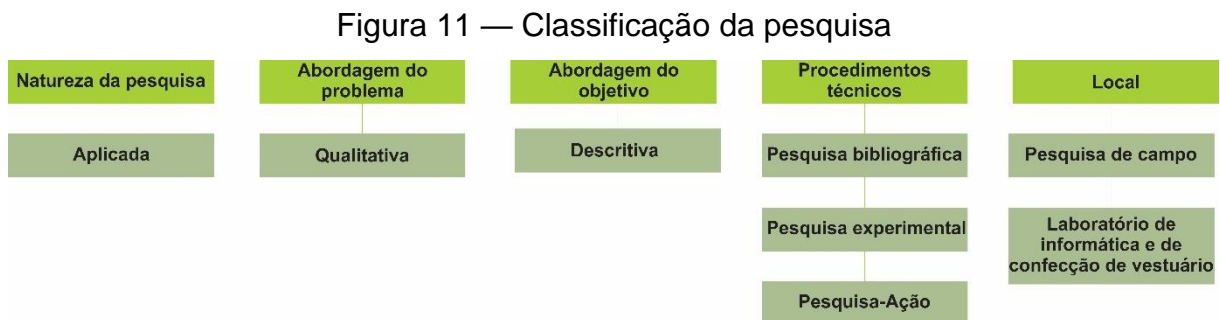 Figura 11 — Classificação da pesquisa
Natureza da pesquisa
Aplicada
Abordagem do
problema
Qualitativa
Abordagem do
objetivo
Descritiva
Procedimentos
técnicos
Pesquisa bibliográfica
Pesquisa experimental
Pesquisa-Ação
Local
Pesquisa de campo
Laboratório de
informática e de
confecção de vestuário